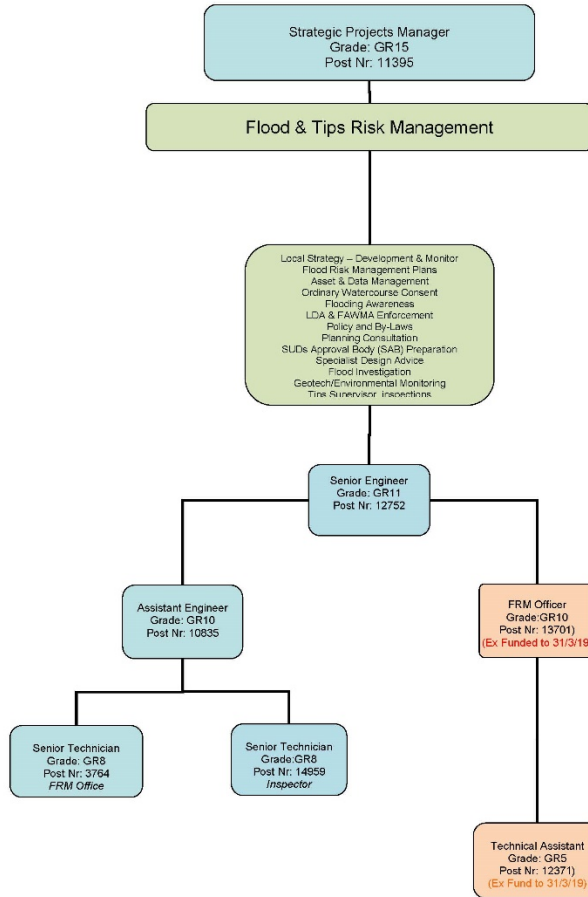 Strategic Projects Manager
Grade: GR15
Post Nr: 11395
Flood & Tips Risk Management
Local Strategy – Development & Monitor
Flood Risk Management Plans
Asset & Data Management
Ordinary Watercourse Consent
Flooding Awareness
LDA & FAWMA Enforcement
Policy and By-Laws
Planning Consultation
SUDs Approval Body (SAB) Preparation
Specialist Design Advice
Flood Investigation
Geotech/Environmental Monitoring
Tips Supervisor inspections
Senior Engineer
Grade: GR11
Post Nr: 12752
Assistant Engineer
Grade: GR10
Post Nr: 10835
FRM Officer
Grade:GR10
Post Nr: 13701)
(Ex Funded to 31/3/19)
Senior Technician
Grade: GR8
Post Nr: 3764
FRM Office
Senior Technician
Grade:GR8
Post Nr: 14959
Inspector
Technical Assistant
Grade: GR5
Post Nr: 12371)
(Ex Fund to 31/3/19)